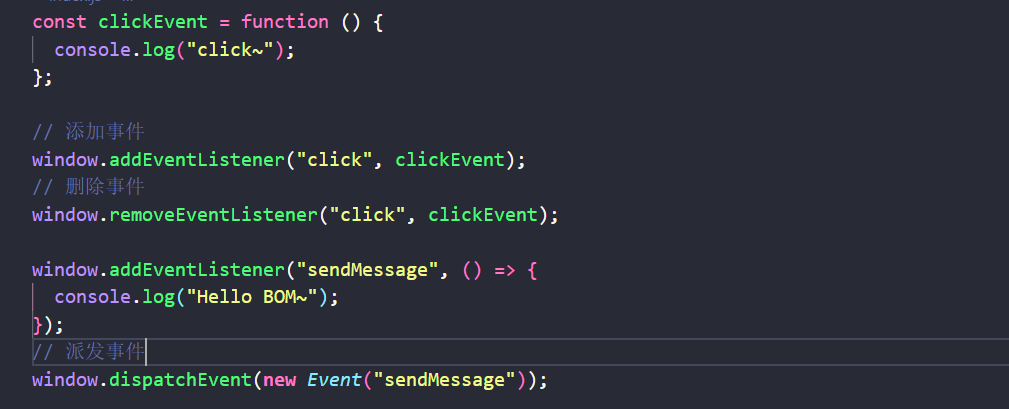 const clickEvent = function () {
  console.log("click~");
};
// 添加事件
window.addEventListener("click", clickEvent);
// 删除事件
window.removeEventListener("click", clickEvent);
window.addEventListener("sendMessage", () => {
  console.log("Hello BOM~");
});
// 派发事件
window.dispatchEvent(new Event("sendMessage"));